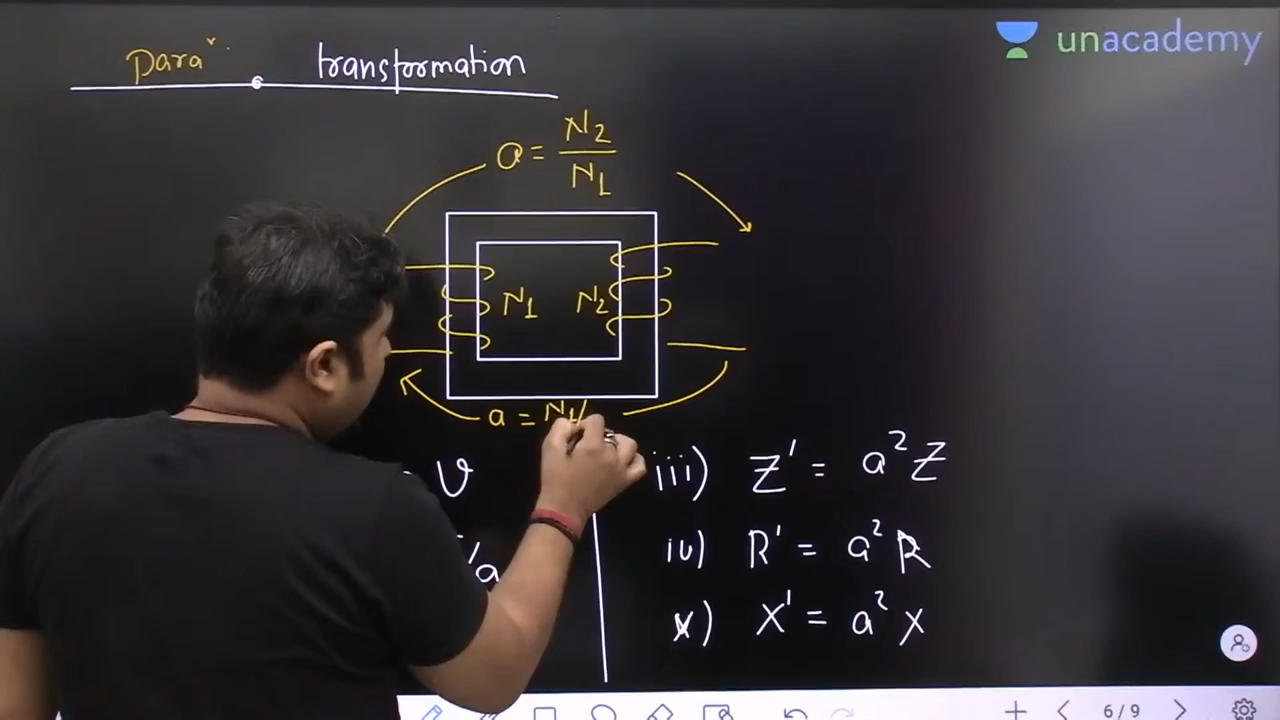 unacademy
Para transformation
a = N2/N1
N1 N2
a = N1/
v
/a
iii) Z' = a²Z
iv) R' = a²R
v) X' = a²X
6 / 9